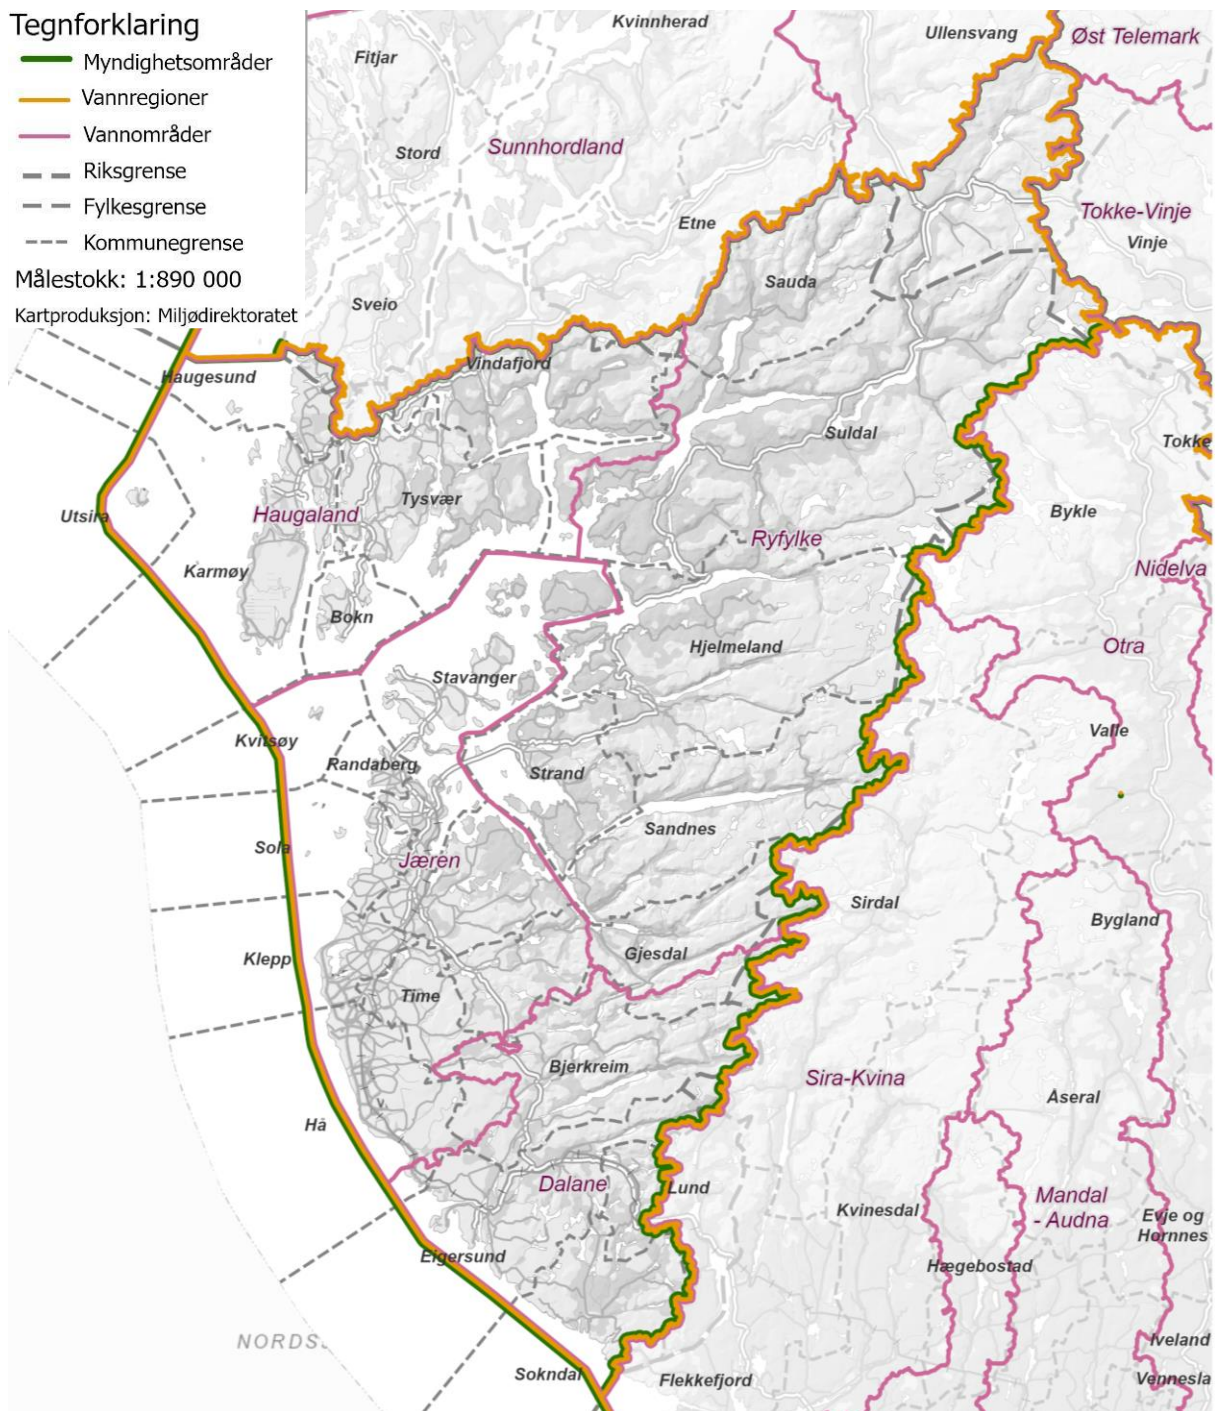 Tegnforklaring
Myndighetsområder
Vannregioner
Vannområder
Riksgrense
Fylkesgrense
Kommunegrense
Målestokk: 1:890 000
Kartproduksjon: Miljødirektoratet
Kvinnherad
Ullensvang
Øst Telemark
Fitjar
Sunnhordland
Stord
Etne
Tokke-Vinje
Vinje
Sauda
Sveio
Vindafjord
Haugesund
Suldal
Tokke
Tysvær
Utsira
Haugaland
Bykle
Ryfylke
Karmøy
Nidelva
Bokn
Hjelmeland
Otra
Stavanger
Kvitsøy
Valle
Randaberg
Strand
Sandnes
Sola
Jæren
Sirdal
Bygland
Gjesdal
Klepp
Time
Bjerkreim
Sira-Kvina
Åseral
Hå
Dalane
Lund
Mandal
- Audna
Kvinesdal
Evje og
Hornnes
Eigersund
Hægebostad
NORDS
Iveland
Sokndal
Flekkefjord
Vennesla